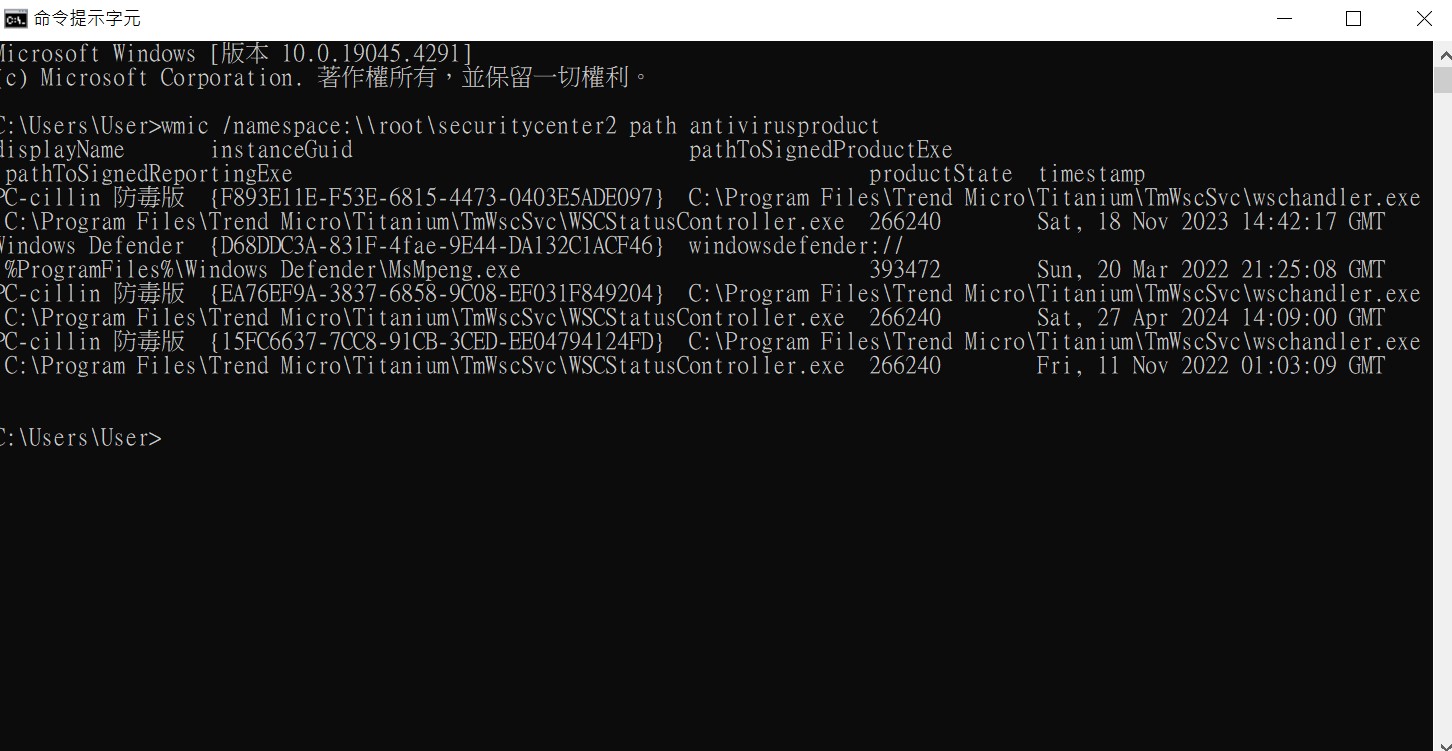 命令提示字元
Microsoft Windows [版本 10.0.19045.4291]
(c) Microsoft Corporation. 著作權所有，並保留一切權利。
C:\Users\User>wmic /namespace:\\root\securitycenter2 path antivirusproduct
displayName instanceGuid pathToSignedProductExe
pathToSignedReportingExe productState timestamp
PC-cillin 防毒版 {F893E11E-F53E-6815-4473-0403E5ADE097} C:\Program Files\Trend Micro\Titanium\TmWscSvc\wschandler.exe
C:\Program Files\Trend Micro\Titanium\TmWscSvc\WSCStatusController.exe 266240 Sat, 18 Nov 2023 14:42:17 GMT
Windows Defender {D68DDC3A-831F-4fae-9E44-DA132C1ACF46} windowsdefender://
%ProgramFiles%\Windows Defender\MsMpeng.exe 393472 Sun, 20 Mar 2022 21:25:08 GMT
PC-cillin 防毒版 {EA76EF9A-3837-6858-9C08-EF031F849204} C:\Program Files\Trend Micro\Titanium\TmWscSvc\wschandler.exe
C:\Program Files\Trend Micro\Titanium\TmWscSvc\WSCStatusController.exe 266240 Sat, 27 Apr 2024 14:09:00 GMT
PC-cillin 防毒版 {15FC6637-7CC8-91CB-3CED-EE04794124FD} C:\Program Files\Trend Micro\Titanium\TmWscSvc\wschandler.exe
C:\Program Files\Trend Micro\Titanium\TmWscSvc\WSCStatusController.exe 266240 Fri, 11 Nov 2022 01:03:09 GMT
C:\Users\User>